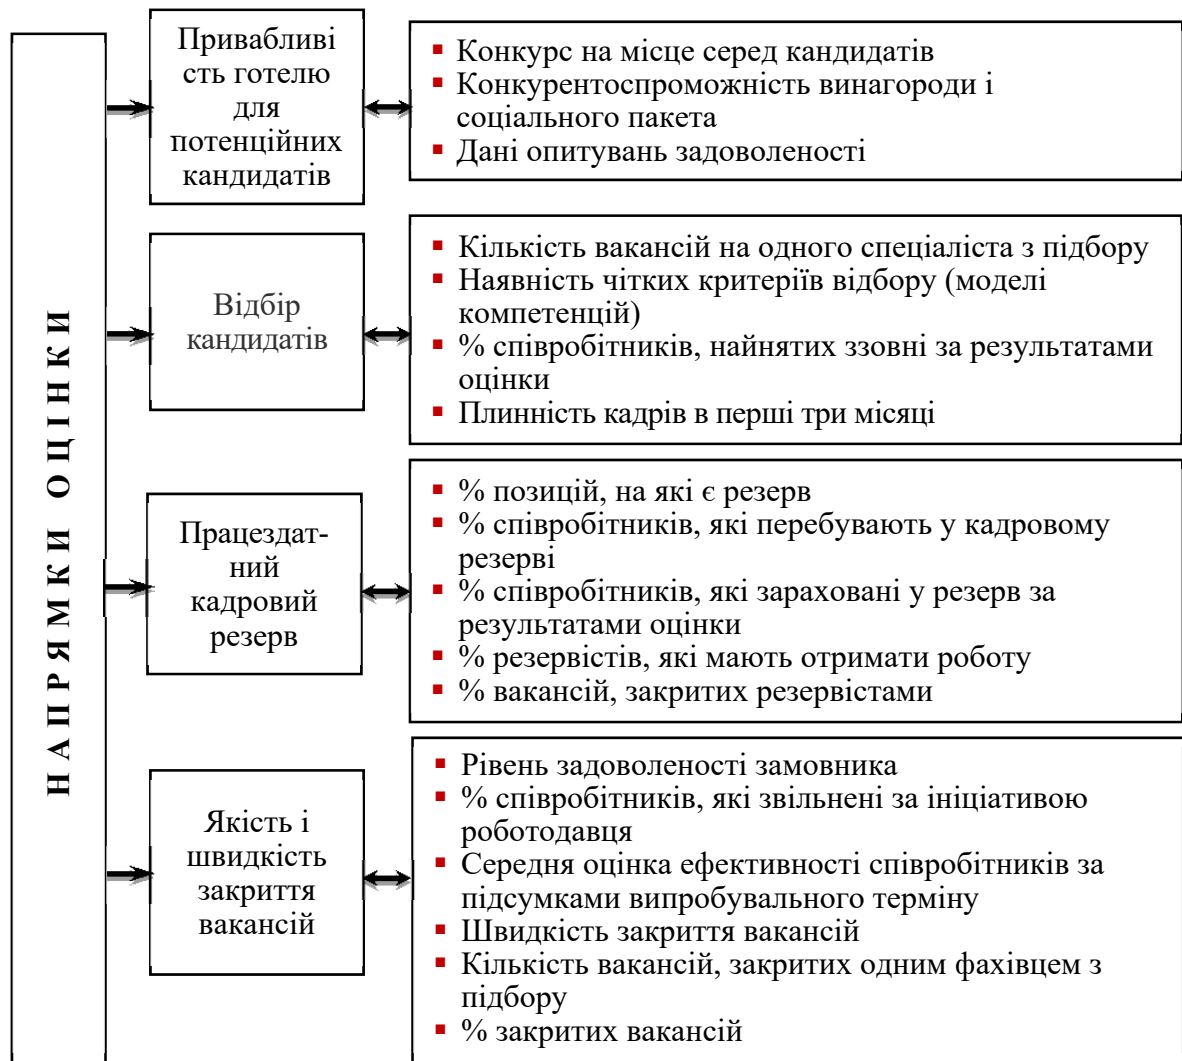 НАПРЯМКИ ОЦІНКИ
Привабливі
сть готелю
для
потенційних
кандидатів
▪ Конкурс на місце серед кандидатів
▪ Конкурентоспроможність винагороди і
соціального пакета
▪ Дані опитувань задоволеності
Відбір
кандидатів
▪ Кількість вакансій на одного спеціаліста з підбору
▪ Наявність чітких критеріїв відбору (моделі
компетенцій)
▪ % співробітників, найнятих ззовні за результатами
оцінки
▪ Плинність кадрів в перші три місяці
Працездат-
ний
кадровий
резерв
▪ % позицій, на які є резерв
▪ % співробітників, які перебувають у кадровому
резерві
▪ % співробітників, які зараховані у резерв за
результатами оцінки
▪ % резервістів, які мають отримати роботу
▪ % вакансій, закритих резервістами
Якість і
швидкість
закриття
вакансій
▪ Рівень задоволеності замовника
▪ % співробітників, які звільнені за ініціативою
роботодавця
▪ Середня оцінка ефективності співробітників за
підсумками випробувального терміну
▪ Швидкість закриття вакансій
▪ Кількість вакансій, закритих одним фахівцем з
підбору
▪ % закритих вакансій